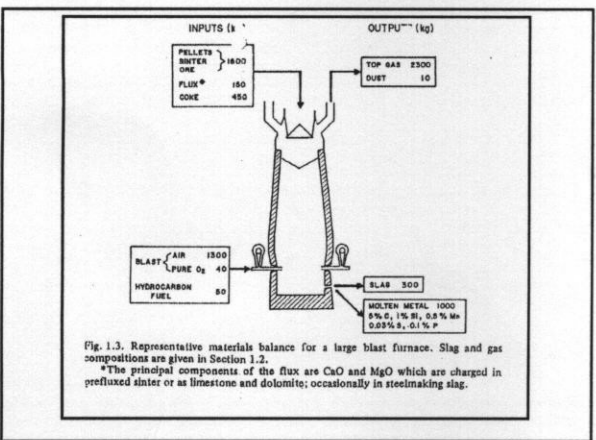 INPUTS (k
OUTPU (kg)
PELLETS
SINTER } 1600
ORE
FLUX* 150
COKE 450
TOP GAS 2300
DUST 10
BLAST { AIR 1300
PURE O₂ 40
HYDROCARBON
FUEL 50
SLAG 300
MOLTEN METAL 1000
5% C, 1% Si, 0.5% Mn
0.03% S, 0.1% P
Fig. 1.3. Representative materials balance for a large blast furnace. Slag and gas
compositions are given in Section 1.2.
*The principal components of the flux are CaO and MgO which are charged in
prefluxed sinter or as limestone and dolomite; occasionally in steelmaking slag.